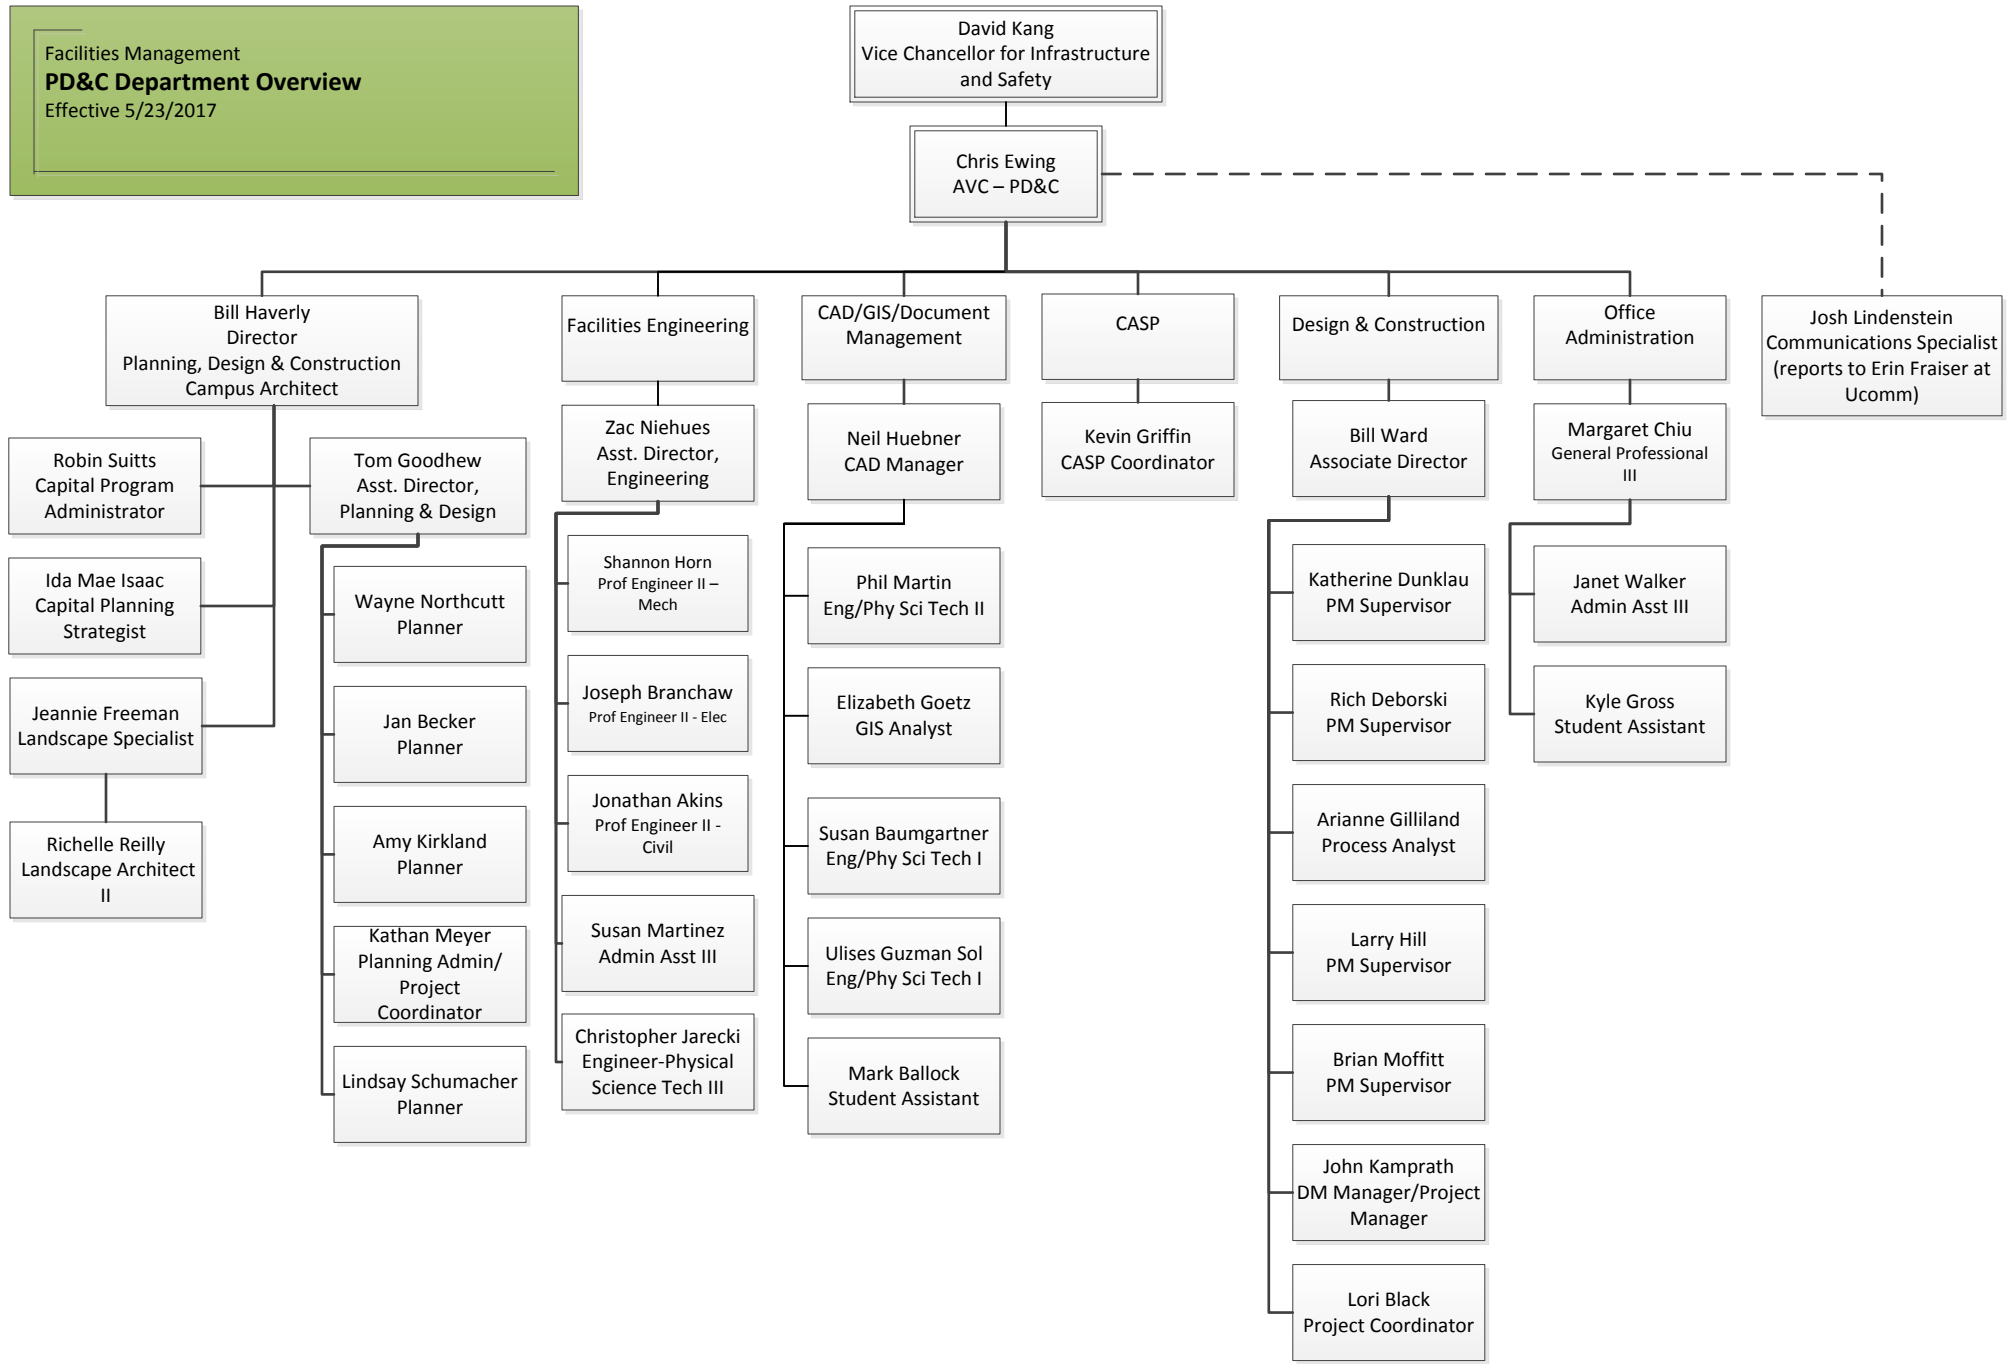 Facilities Management
PD&C Department Overview
Effective 5/23/2017
David Kang
Vice Chancellor for Infrastructure
and Safety
Chris Ewing
AVC – PD&C
Bill Haverly
Director
Planning, Design & Construction
Campus Architect
Facilities Engineering
CAD/GIS/Document
Management
CASP
Design & Construction
Office
Administration
Josh Lindenstein
Communications Specialist
(reports to Erin Fraiser at
Ucomm)
Robin Suitts
Capital Program
Administrator
Ida Mae Isaac
Capital Planning
Strategist
Jeannie Freeman
Landscape Specialist
Richelle Reilly
Landscape Architect
II
Tom Goodhew
Asst. Director,
Planning & Design
Wayne Northcutt
Planner
Jan Becker
Planner
Amy Kirkland
Planner
Kathan Meyer
Planning Admin/
Project
Coordinator
Lindsay Schumacher
Planner
Zac Niehues
Asst. Director,
Engineering
Shannon Horn
Prof Engineer II –
Mech
Joseph Branchaw
Prof Engineer II - Elec
Jonathan Akins
Prof Engineer II -
Civil
Susan Martinez
Admin Asst III
Christopher Jarecki
Engineer-Physical
Science Tech III
Neil Huebner
CAD Manager
Phil Martin
Eng/Phy Sci Tech II
Elizabeth Goetz
GIS Analyst
Susan Baumgartner
Eng/Phy Sci Tech I
Ulises Guzman Sol
Eng/Phy Sci Tech I
Mark Ballock
Student Assistant
Kevin Griffin
CASP Coordinator
Bill Ward
Associate Director
Katherine Dunklau
PM Supervisor
Rich Deborski
PM Supervisor
Arianne Gilliland
Process Analyst
Larry Hill
PM Supervisor
Brian Moffitt
PM Supervisor
John Kamprath
DM Manager/Project
Manager
Lori Black
Project Coordinator
Margaret Chiu
General Professional
III
Janet Walker
Admin Asst III
Kyle Gross
Student Assistant